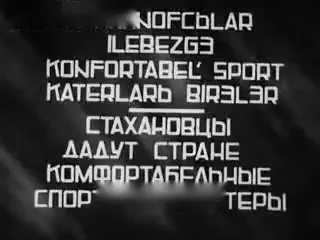 ILEBEZGƏ
KONFORTABEL' SPORT
KATERLARЬ BIRƏLƏR
СТАХАНОВЦЫ
ДАДУТ СТРАНЕ
КОМФОРТАБЕЛЬНЫЕ